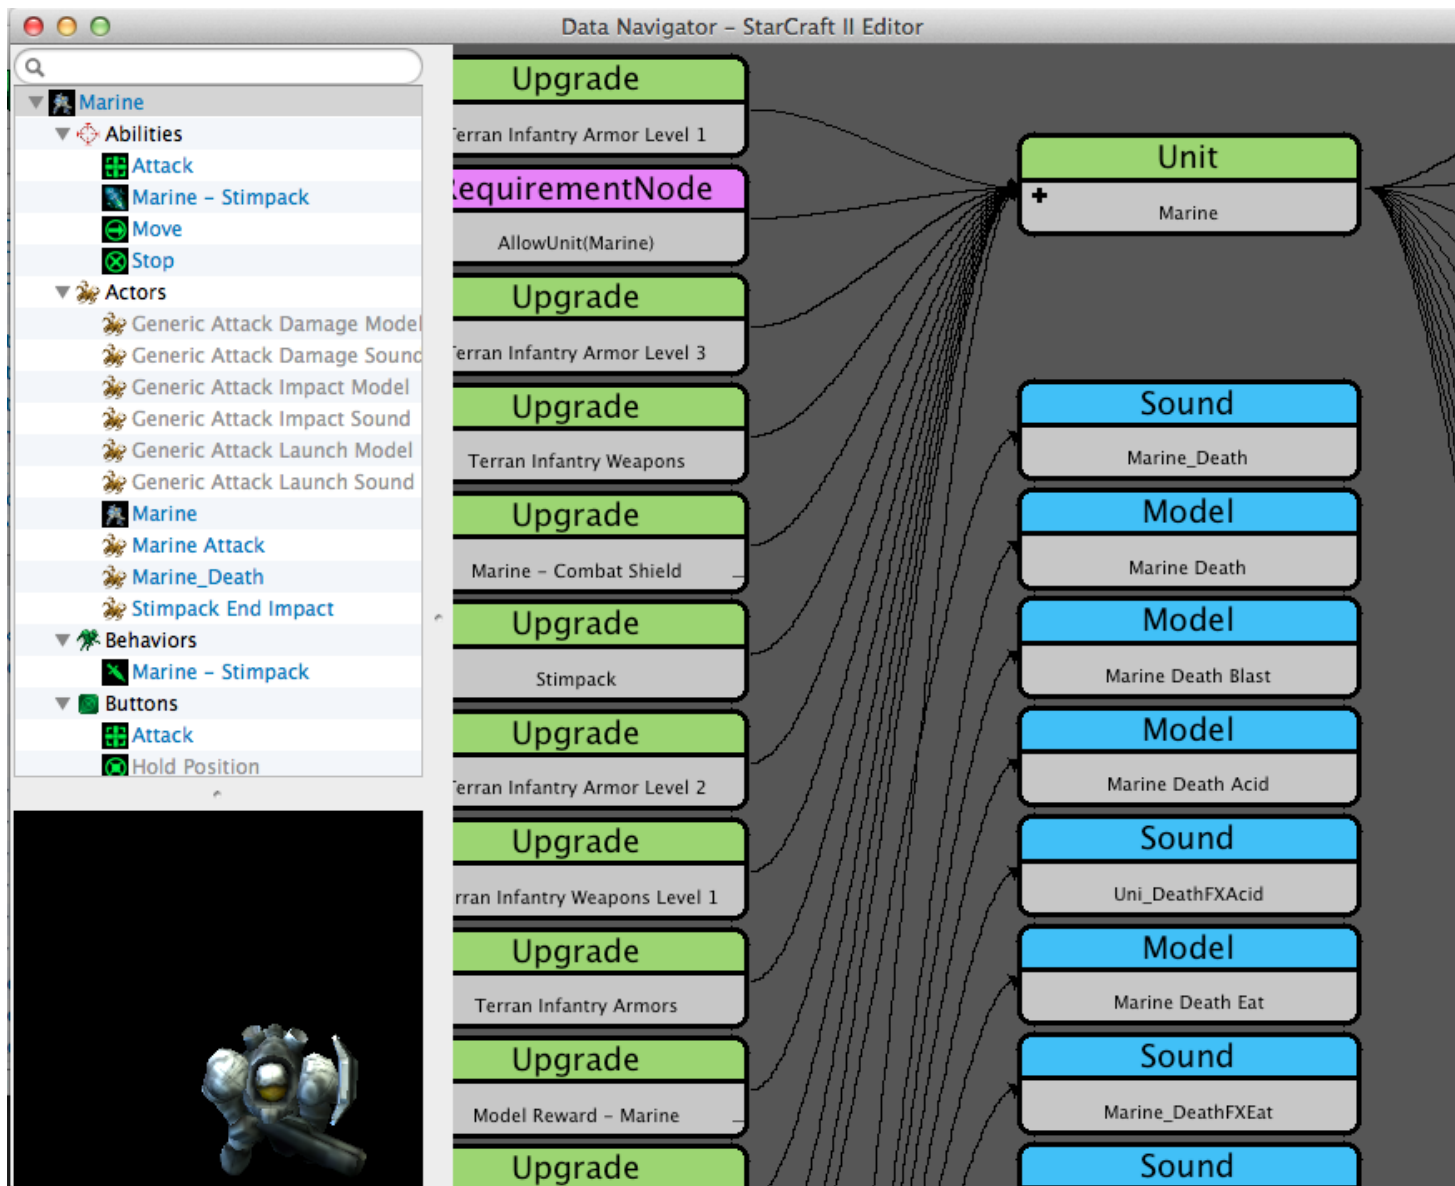 Data Navigator – StarCraft II Editor
Marine
Abilities
Attack
Marine – Stimpack
Move
Stop
Actors
Generic Attack Damage Model
Generic Attack Damage Sound
Generic Attack Impact Model
Generic Attack Impact Sound
Generic Attack Launch Model
Generic Attack Launch Sound
Marine
Marine Attack
Marine_Death
Stimpack End Impact
Behaviors
Marine – Stimpack
Buttons
Attack
Hold Position
Upgrade
Terran Infantry Armor Level 1
RequirementNode
AllowUnit(Marine)
Upgrade
Terran Infantry Armor Level 3
Upgrade
Terran Infantry Weapons
Upgrade
Marine – Combat Shield
Upgrade
Stimpack
Upgrade
Terran Infantry Armor Level 2
Upgrade
rran Infantry Weapons Level 1
Upgrade
Terran Infantry Armors
Upgrade
Model Reward – Marine
Upgrade
Unit
Marine
Sound
Marine_Death
Model
Marine Death
Model
Marine Death Blast
Model
Marine Death Acid
Sound
Uni_DeathFXAcid
Model
Marine Death Eat
Sound
Marine_DeathFXEat
Sound